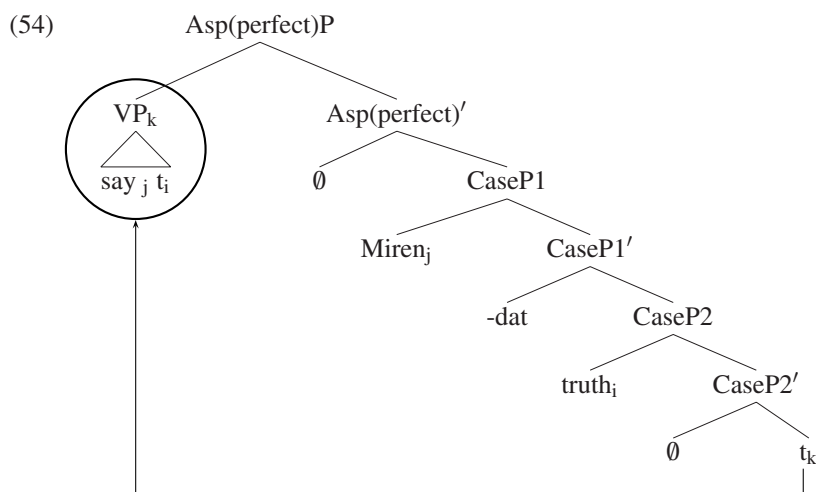 (54) Asp(perfect)P
VPₖ Asp(perfect)′
say ⱼ tᵢ ∅ CaseP1
Mirenⱼ CaseP1′
-dat CaseP2
truthᵢ CaseP2′
∅ tₖ